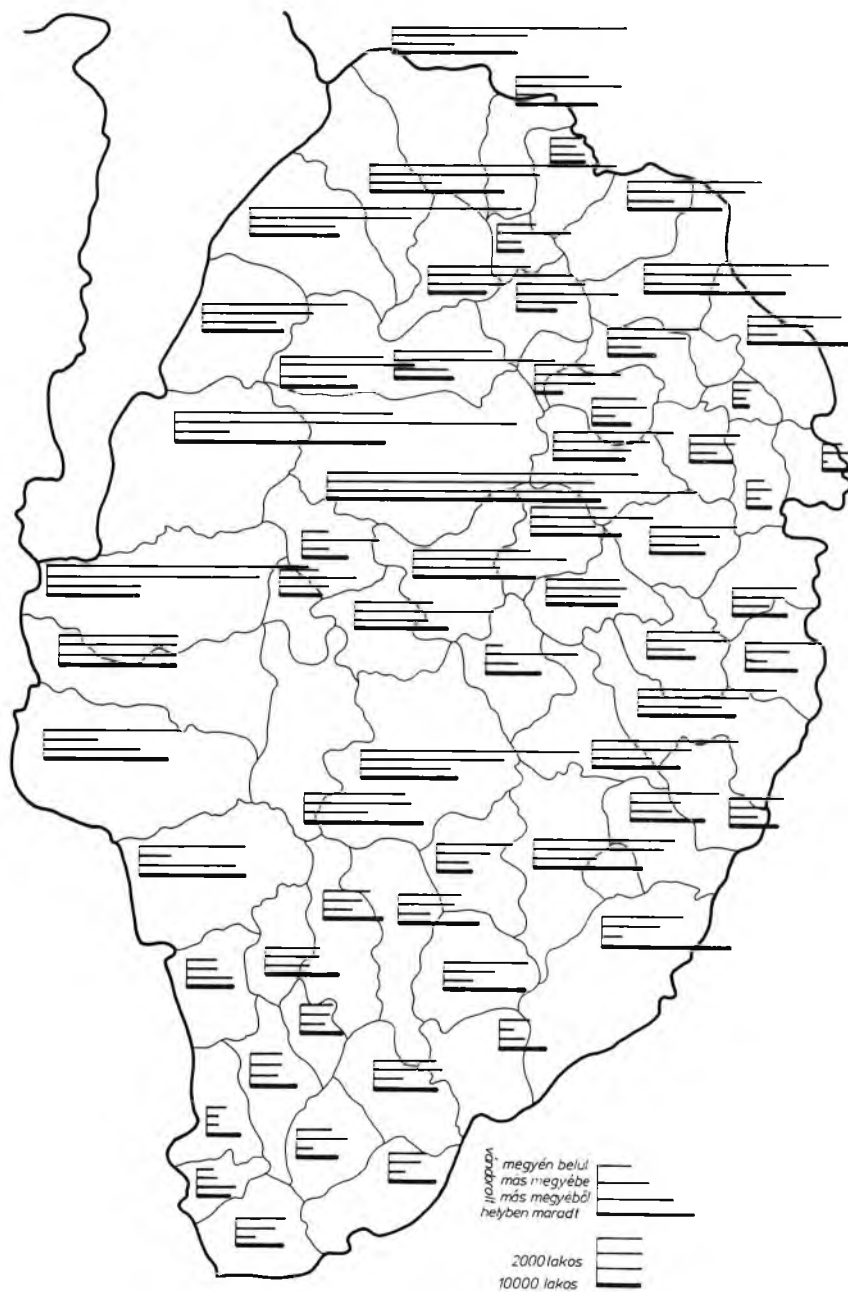 vándorolt
megyén belül
más megyébe
más megyéből
helyben maradt
2000 lakos
10000 lakos